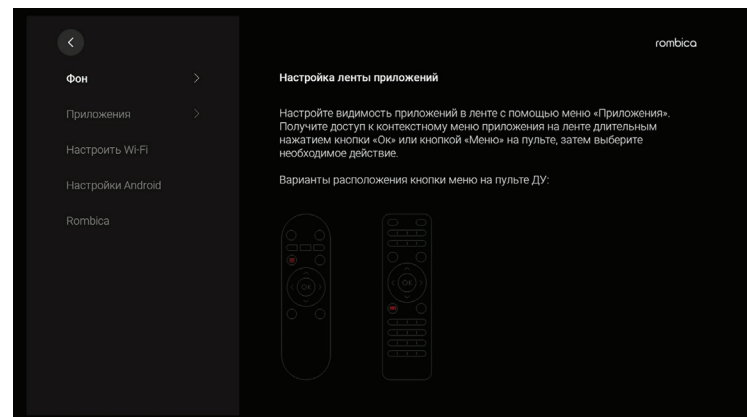 rombica
Фон
Приложения
Настроить Wi-Fi
Настройки Android
Rombica
Настройка ленты приложений
Настройте видимость приложений в ленте с помощью меню «Приложения».
Получите доступ к контекстному меню приложения на ленте длительным
нажатием кнопки «Ок» или кнопкой «Меню» на пульте, затем выберите
необходимое действие.
Варианты расположения кнопки меню на пульте ДУ:
OK
OK